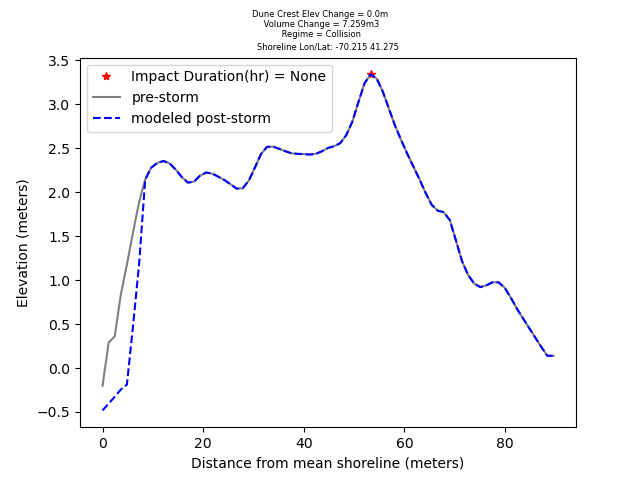 Dune Crest Elev Change = 0.0m
Volume Change = 7.259m3
Regime = Collision
Shoreline Lon/Lat: -70.215 41.275
Impact Duration(hr) = None
pre-storm
modeled post-storm
Elevation (meters)
3.5
3.0
2.5
2.0
1.5
1.0
0.5
0.0
−0.5
0 20 40 60 80
Distance from mean shoreline (meters)